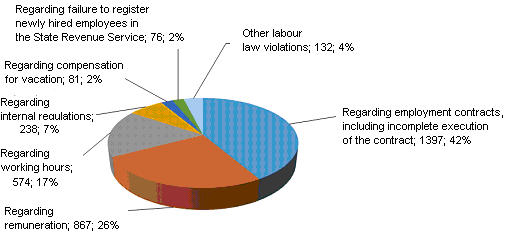 Regarding failure to register
newly hired employees in
the State Revenue Service; 76; 2%
Other labour
law violations; 132; 4%
Regarding compensation
for vacation; 81; 2%
Regarding
internal regulations;
238; 7%
Regarding employment contracts,
including incomplete execution
of the contract; 1397; 42%
Regarding
working hours;
574; 17%
Regarding
remuneration; 867; 26%